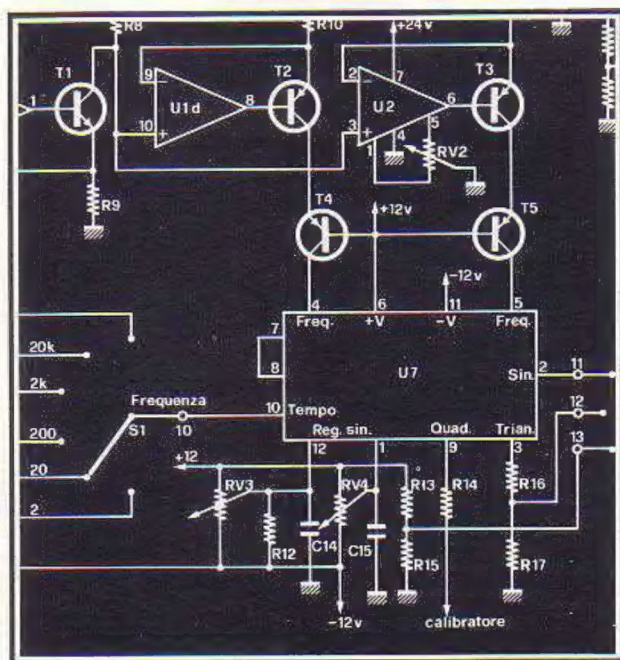 R8
R10
+24v
T1
T2
T3
1
9
10
U1d
8
2
3
7
U2
6
5
4
1
RV2
R9
T4
+12v
T5
-12v
4
6
11
5
Freq.
+V
-V
Freq.
7
8
U7
Sin.
2
11
20k
2k
Frequenza
12
200
S1
10
10
Tempo
Reg. sin.
Quad.
Trian.
13
20
12
1
9
3
+12
2
RV3
RV4
R13
R14
R16
R12
C14
C15
R15
R17
-12v
calibratore